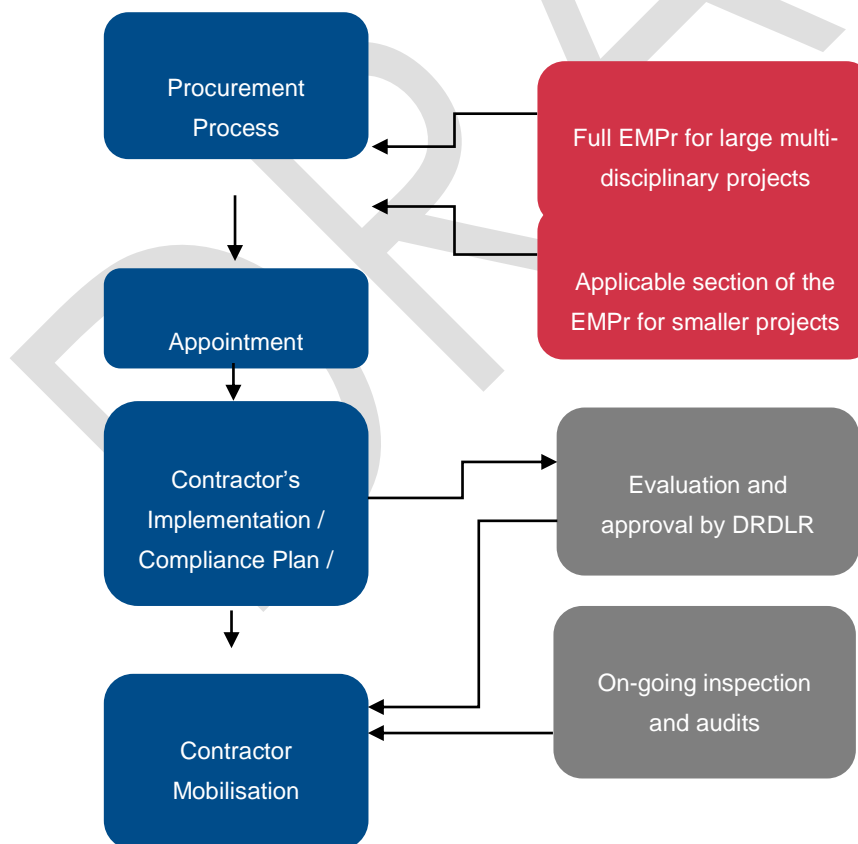 Procurement
Process
Full EMPr for large multi-
disciplinary projects
Applicable section of the
EMPr for smaller projects
Appointment
Contractor's
Implementation /
Compliance Plan /
Evaluation and
approval by DRDLR
On-going inspection
and audits
Contractor
Mobilisation